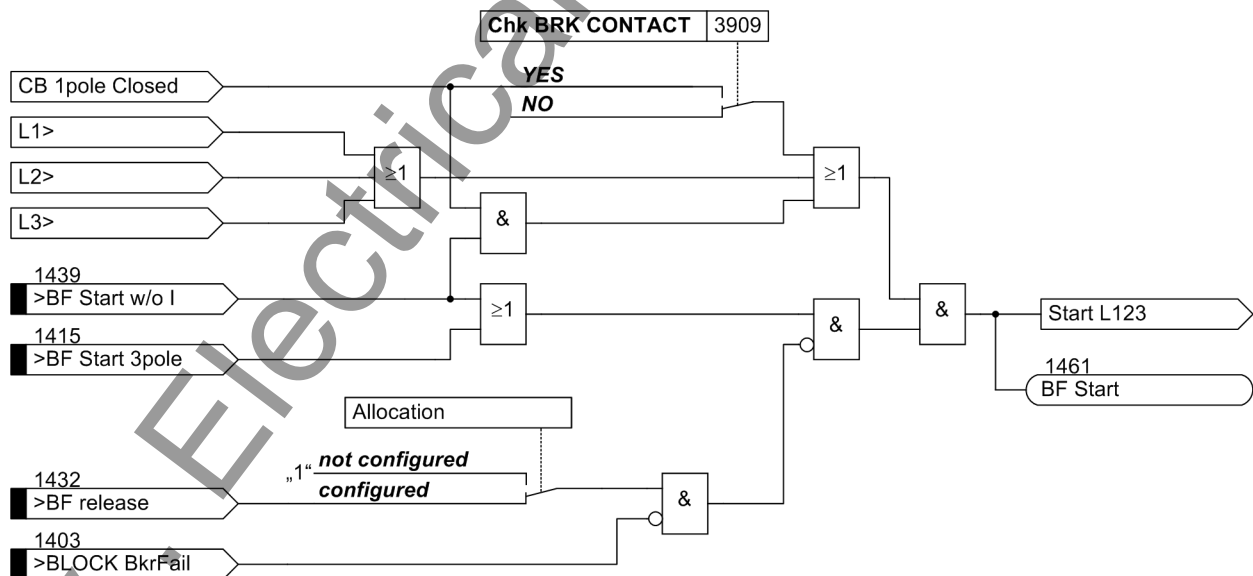 Chk BRK CONTACT 3909
CB 1pole Closed
YES
NO
L1>
L2>
L3>
≥1
≥1
&
1439
>BF Start w/o I
≥1
1415
>BF Start 3pole
&
&
Start L123
1461
BF Start
Allocation
„1“
not configured
configured
1432
>BF release
&
1403
>BLOCK BkrFail
Electrica